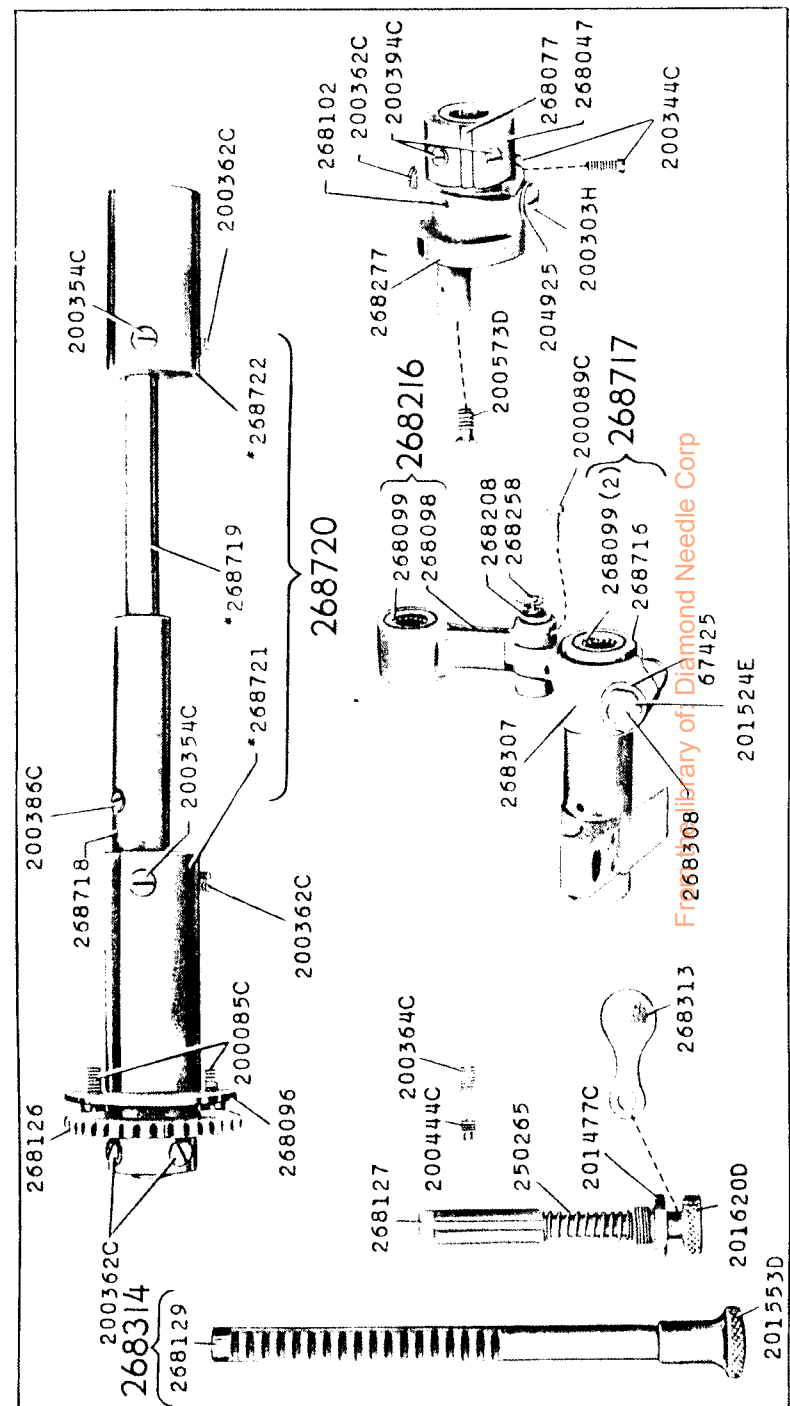 200362C
200354C
*268722
*268719
268720
*268721
200354C
200386C
268718
200362C
200085C
268126
268096
200362C
268314
268129
201553D
268102
200362C
200394C
268077
268047
200344C
268277
204925
200303H
200573D
268216
268099
268098
268208
268258
200089C
268717
268099 (2)
268716
67425
201524E
268307
268308
268313
200364C
200444C
268127
250265
201477C
201620D
From the library of: Diamond Needle Corp